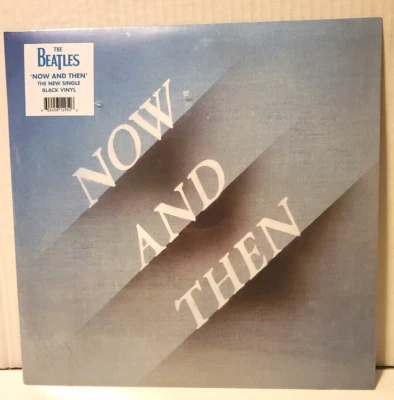 THE
BEATLES
'NOW AND THEN'
THE NEW SINGLE
BLACK VINYL
NOW
AND
THEN